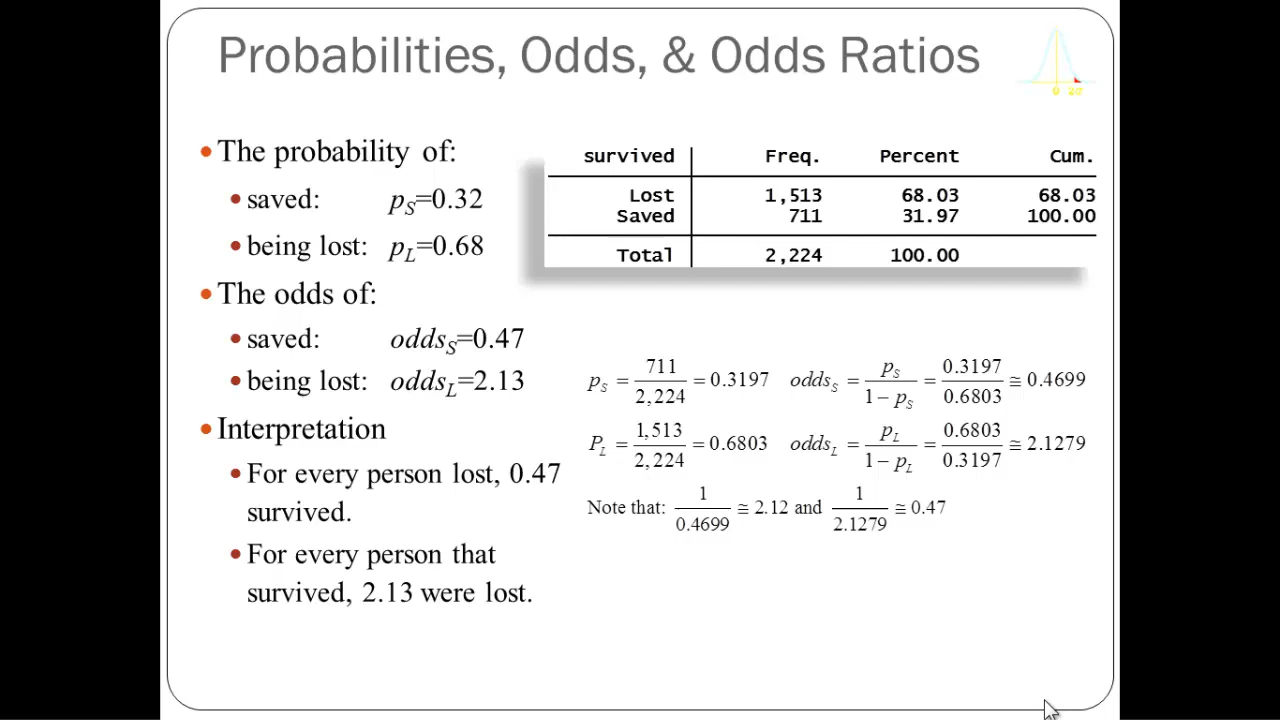 Probabilities, Odds, & Odds Ratios
0 2σ
• The probability of:
• saved: pS=0.32
• being lost: pL=0.68
• The odds of:
• saved: oddsS=0.47
• being lost: oddsL=2.13
• Interpretation
• For every person lost, 0.47
survived.
• For every person that
survived, 2.13 were lost.
survived Freq. Percent Cum.
Lost 1,513 68.03 68.03
Saved 711 31.97 100.00
Total 2,224 100.00
pS = 711/2,224 = 0.3197 oddsS = pS/(1 − pS) = 0.3197/0.6803 ≅ 0.4699
PL = 1,513/2,224 = 0.6803 oddsL = pL/(1 − pL) = 0.6803/0.3197 ≅ 2.1279
Note that: 1/0.4699 ≅ 2.12 and 1/2.1279 ≅ 0.47